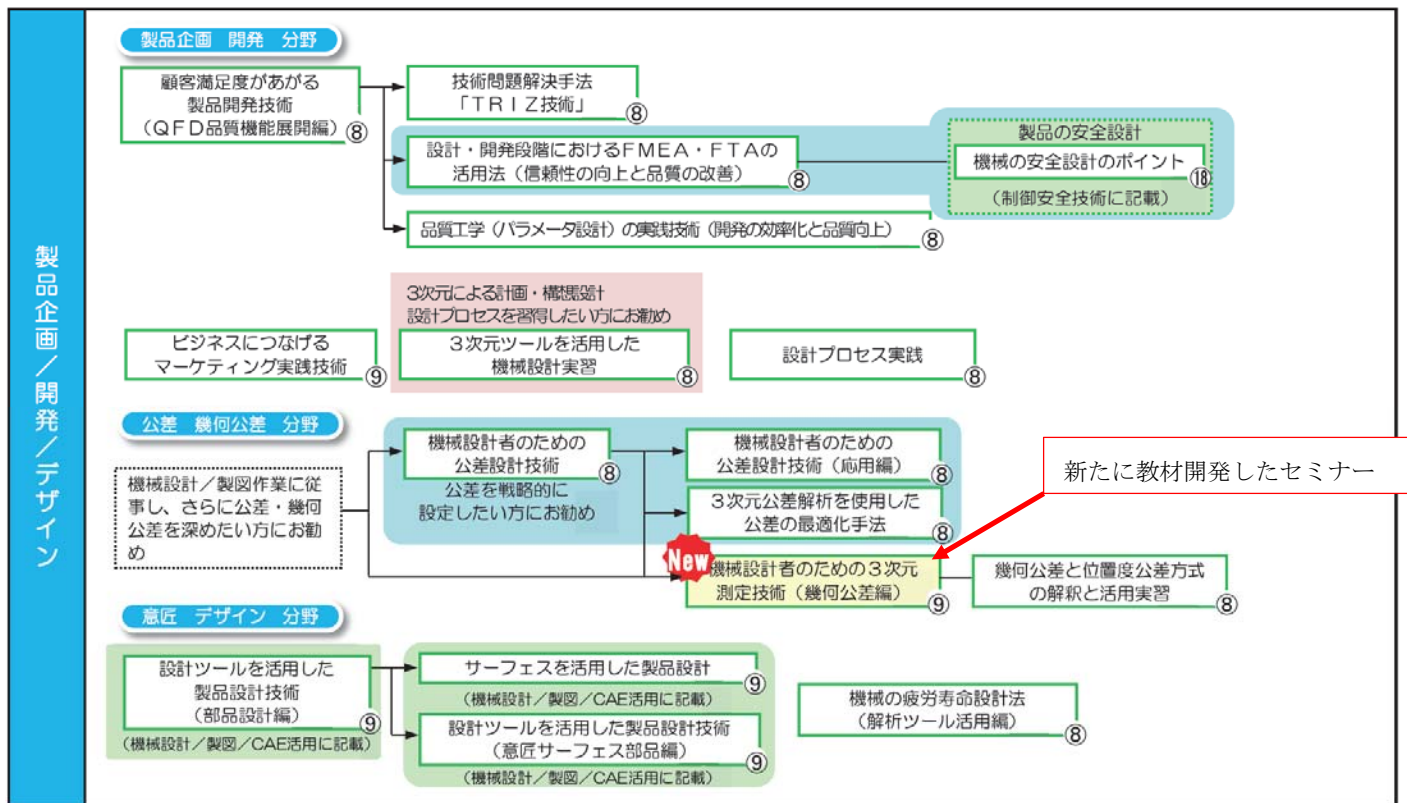 製品企画/開発/デザイン
製品企画 開発 分野
顧客満足度があがる
製品開発技術
(QFD品質機能展開編)
⑧
技術問題解決手法
「TRIZ技術」
⑧
設計・開発段階におけるFMEA・FTAの
活用法(信頼性の向上と品質の改善)
⑧
製品の安全設計
機械の安全設計のポイント
⑱
(制御安全技術に記載)
品質工学(パラメータ設計)の実践技術(開発の効率化と品質向上)
⑧
ビジネスにつなげる
マーケティング実践技術
⑨
3次元による計画・構想設計
設計プロセスを習得したい方にお勧め
3次元ツールを活用した
機械設計実習
⑧
設計プロセス実践
⑧
公差 幾何公差 分野
機械設計/製図作業に従
事し、さらに公差・幾何
公差を深めたい方にお勧
め
機械設計者のための
公差設計技術
⑧
公差を戦略的に
設定したい方にお勧め
機械設計者のための
公差設計技術(応用編)
⑧
3次元公差解析を使用した
公差の最適化手法
⑧
New
機械設計者のための3次元
測定技術(幾何公差編)
⑨
幾何公差と位置度公差方式
の解釈と活用実習
⑧
新たに教材開発したセミナー
意匠 デザイン 分野
設計ツールを活用した
製品設計技術
(部品設計編)
⑨
(機械設計/製図/CAE活用に記載)
サーフェスを活用した製品設計
⑨
(機械設計/製図/CAE活用に記載)
設計ツールを活用した製品設計技術
(意匠サーフェス部品編)
⑨
(機械設計/製図/CAE活用に記載)
機械の疲労寿命設計法
(解析ツール活用編)
⑧